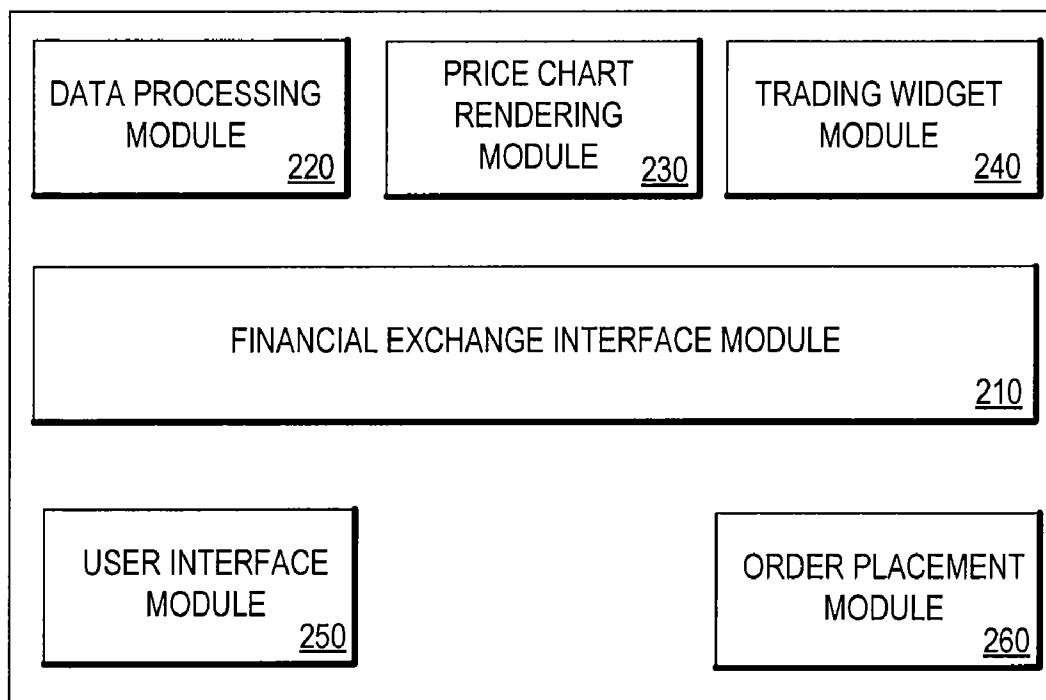 DATA PROCESSING
MODULE
220
PRICE CHART
RENDERING
MODULE
230
TRADING WIDGET
MODULE
240
FINANCIAL EXCHANGE INTERFACE MODULE
210
USER INTERFACE
MODULE
250
ORDER PLACEMENT
MODULE
260